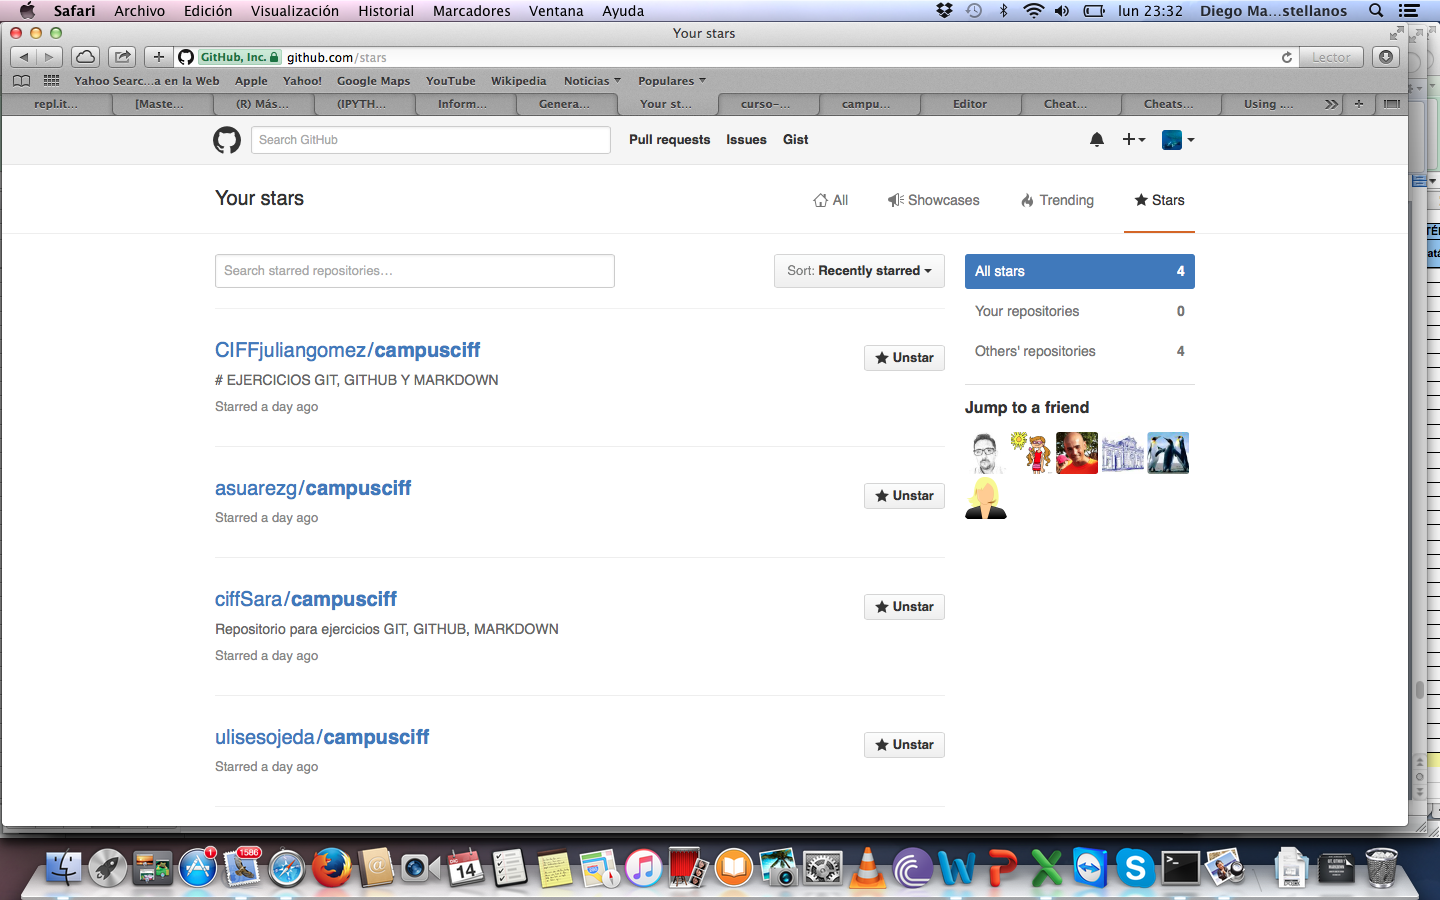 Safari Archivo Edición Visualización Historial Marcadores Ventana Ayuda lun 23:32 Diego Ma...stellanos
Your stars
GitHub, Inc. github.com/stars Lector
Yahoo Searc...a en la Web Apple Yahoo! Google Maps YouTube Wikipedia Noticias Populares
repl.it... [Maste... (R) Más... (IPYTH... Inform... Genera... Your st... curso-... campu... Editor Cheat... Cheats... Using ....
Search GitHub Pull requests Issues Gist
Your stars All Showcases Trending Stars
Search starred repositories... Sort: Recently starred All stars 4
Your repositories 0
Others' repositories 4
CIFFjuliangomez/campusciff Unstar
# EJERCICIOS GIT, GITHUB Y MARKDOWN
Starred a day ago
Jump to a friend
asuarezg/campusciff Unstar
Starred a day ago
ciffSara/campusciff Unstar
Repositorio para ejercicios GIT, GITHUB, MARKDOWN
Starred a day ago
ulisesojeda/campusciff Unstar
Starred a day ago
1 1586 DIC 14